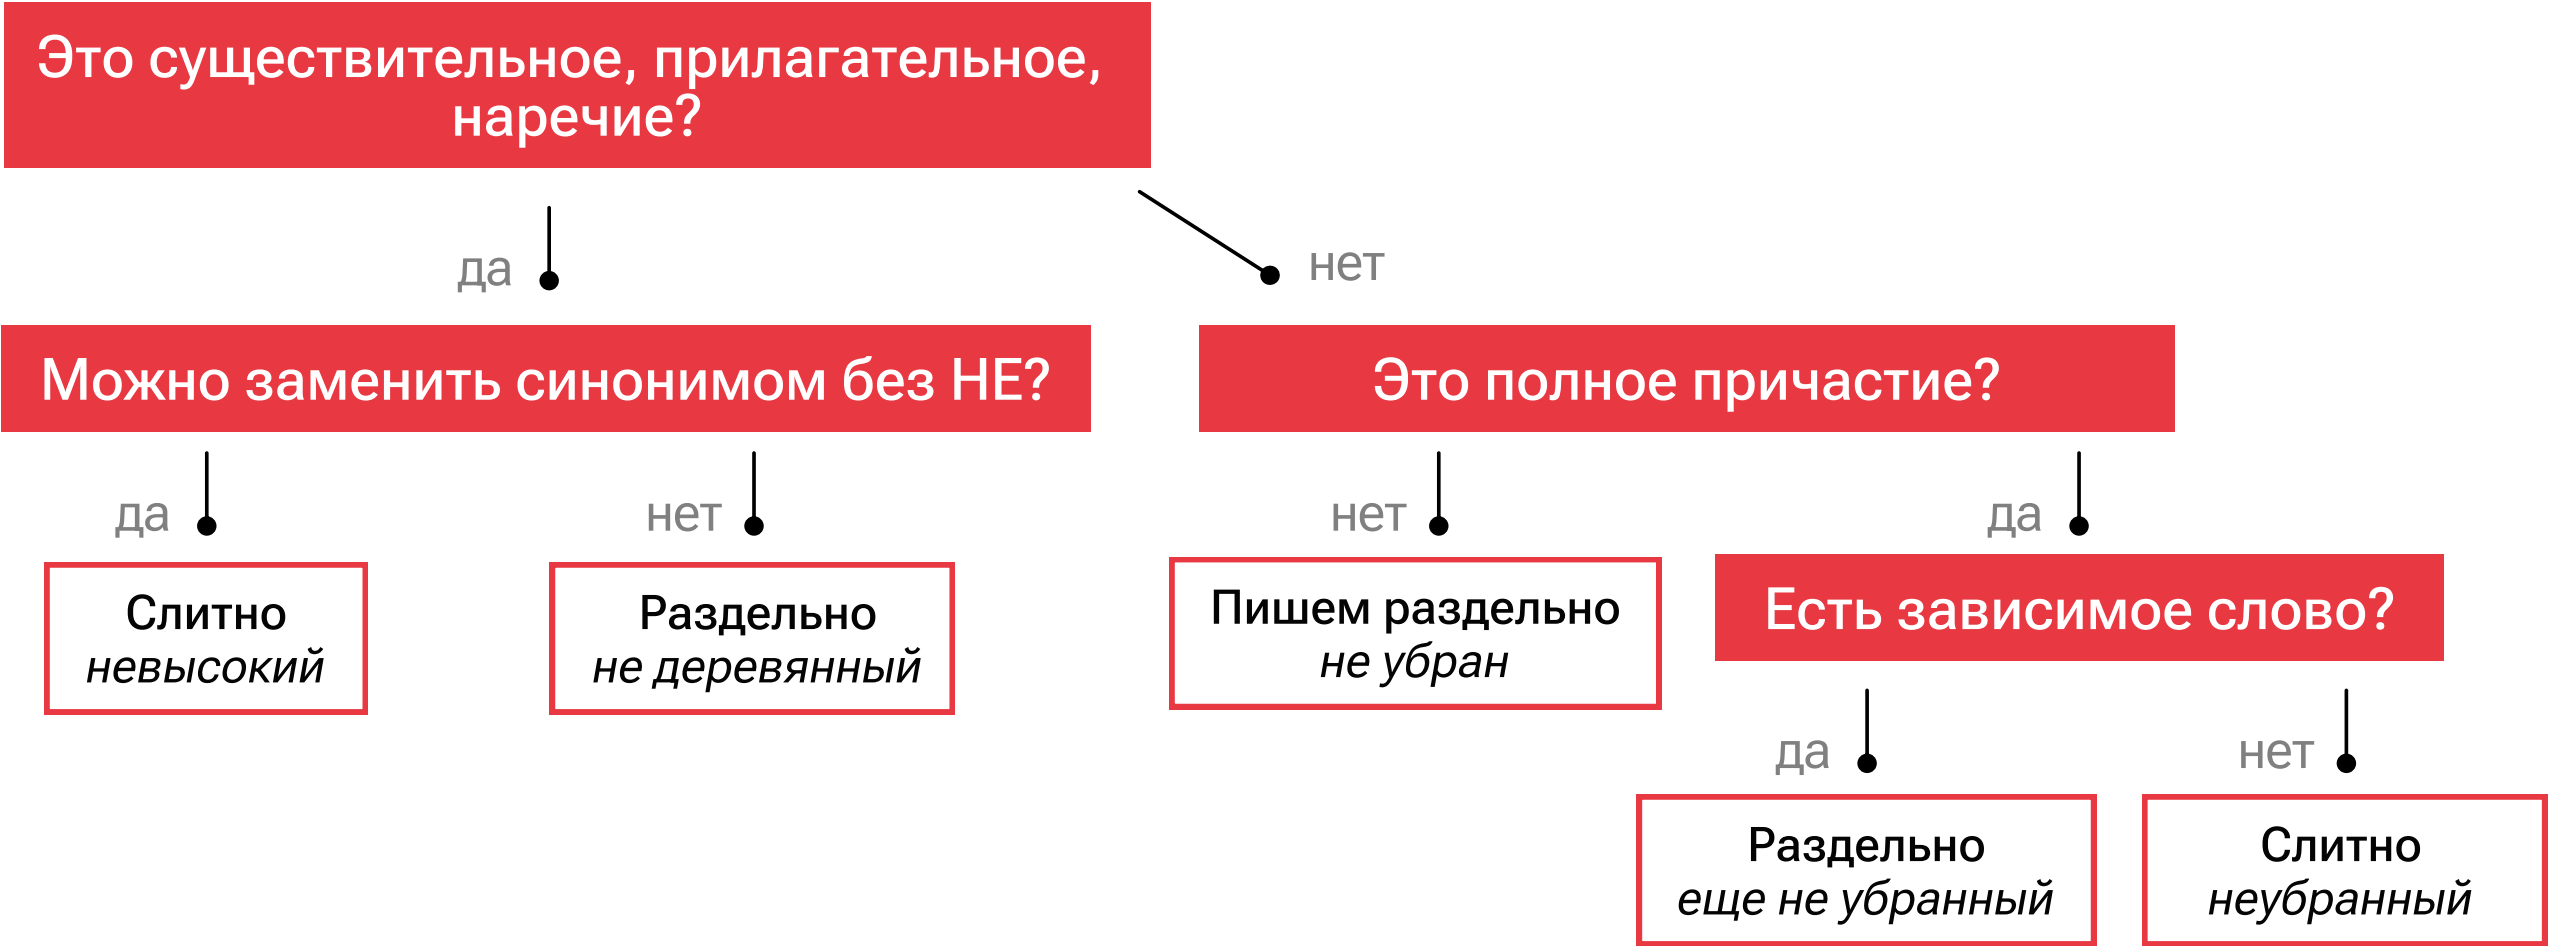 Это существительное, прилагательное,
наречие?
да
нет
Можно заменить синонимом без НЕ?
Это полное причастие?
да
нет
нет
да
Слитно
невысокий
Раздельно
не деревянный
Пишем раздельно
не убран
Есть зависимое слово?
да
нет
Раздельно
еще не убранный
Слитно
неубранный